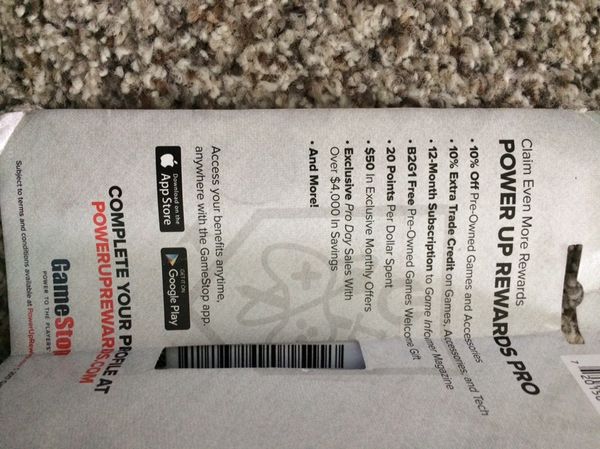 Claim Even More Rewards
POWER UP REWARDS PRO
• 10% Off Pre-Owned Games and Accessories
• 10% Extra Trade Credit on Games, Accessories, and Tech
• 12-Month Subscription to Game Informer Magazine
• B2G1 Free Pre-Owned Games Welcome Gift
• 20 Points Per Dollar Spent
• $50 In Exclusive Monthly Offers
• Exclusive Pro Day Sales With
Over $4,000 In Savings
• And More!
Access your benefits anytime,
anywhere with the GameStop app.
Download on the
App Store
GET IT ON
Google Play
COMPLETE YOUR PROFILE AT
POWERUPREWARDS.COM
GameStop
POWER TO THE PLAYERS
Subject to terms and conditions available at